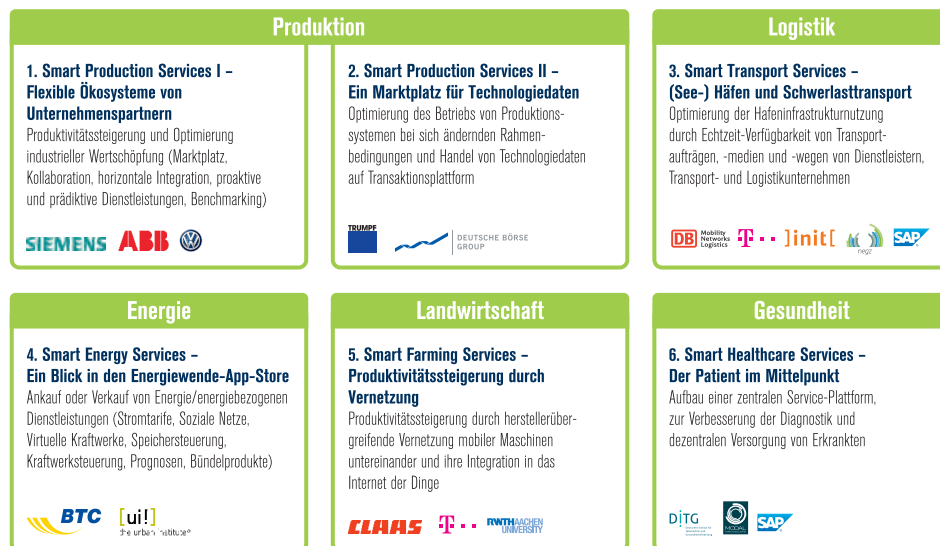 Produktion
1. Smart Production Services I –
Flexible Ökosysteme von
Unternehmenspartnern
Produktivitätssteigerung und Optimierung
industrieller Wertschöpfung (Marktplatz,
Kollaboration, horizontale Integration, proaktive
und prädiktive Dienstleistungen, Benchmarking)
SIEMENS ABB
2. Smart Production Services II –
Ein Marktplatz für Technologiedaten
Optimierung des Betriebs von Produktions-
systemen bei sich ändernden Rahmen-
bedingungen und Handel von Technologiedaten
auf Transaktionsplattform
TRUMPF
DEUTSCHE BÖRSE
GROUP
Logistik
3. Smart Transport Services –
(See-) Häfen und Schwerlasttransport
Optimierung der Hafeninfrastrukturnutzung
durch Echtzeit-Verfügbarkeit von Transport-
aufträgen, -medien und -wegen von Dienstleistern,
Transport- und Logistikunternehmen
DB
Mobility
Networks
Logistics
T
]init[
negz
SAP
Energie
4. Smart Energy Services –
Ein Blick in den Energiewende-App-Store
Ankauf oder Verkauf von Energie/energiebezogenen
Dienstleistungen (Stromtarife, Soziale Netze,
Virtuelle Kraftwerke, Speichersteuerung,
Kraftwerksteuerung, Prognosen, Bündelprodukte)
BTC
[ui!]
the urban institute®
Landwirtschaft
5. Smart Farming Services –
Produktivitätssteigerung durch
Vernetzung
Produktivitätssteigerung durch herstellerüber-
greifende Vernetzung mobiler Maschinen
untereinander und ihre Integration in das
Internet der Dinge
CLAAS
T
RWTH AACHEN
UNIVERSITY
Gesundheit
6. Smart Healthcare Services –
Der Patient im Mittelpunkt
Aufbau einer zentralen Service-Plattform,
zur Verbesserung der Diagnostik und
dezentralen Versorgung von Erkrankten
DITG
MODAL
SAP